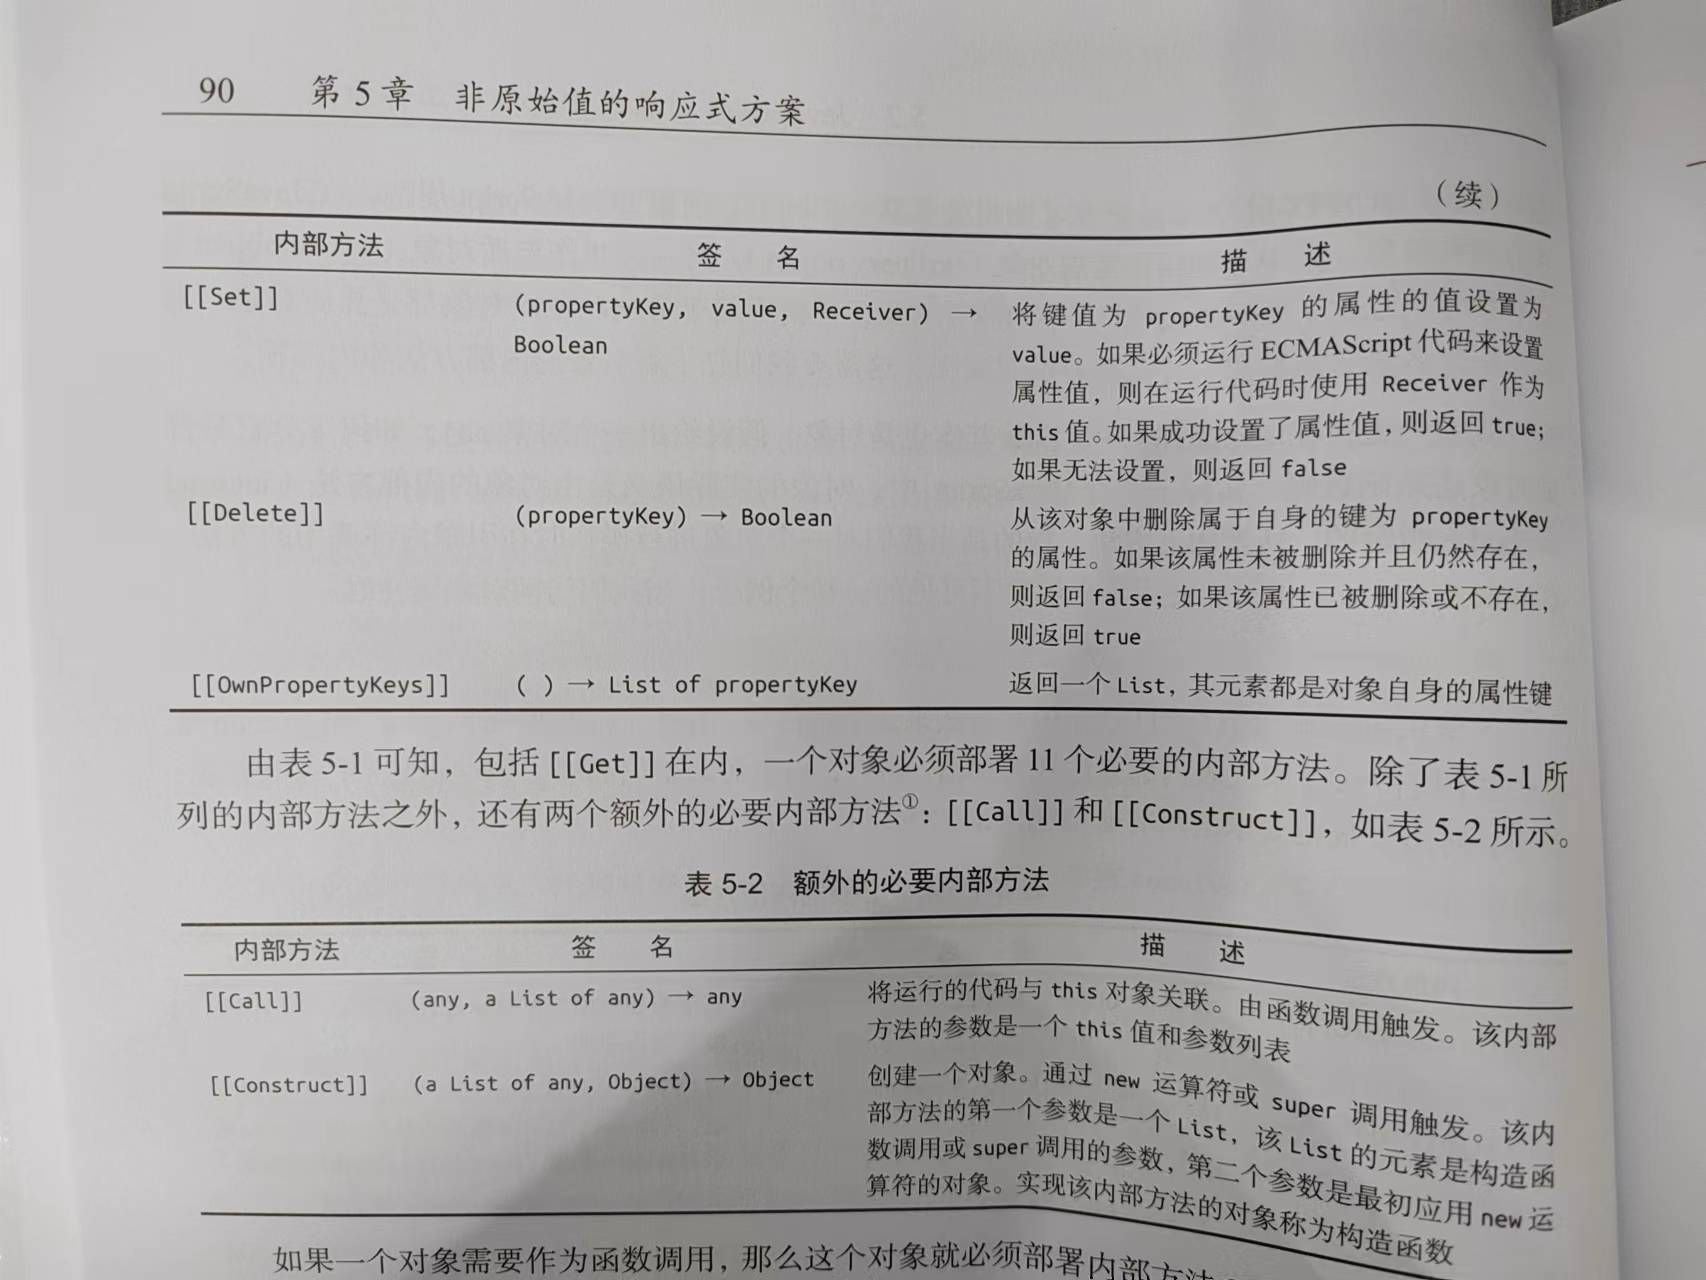 90 第 5 章 非原始值的响应式方案
（续）
内部方法 签 名 描 述
[[Set]] (propertyKey, value, Receiver) → 将键值为 propertyKey 的属性的值设置为
Boolean value。如果必须运行 ECMAScript 代码来设置
属性值，则在运行代码时使用 Receiver 作为
this 值。如果成功设置了属性值，则返回 true；
如果无法设置，则返回 false
[[Delete]] (propertyKey) → Boolean 从该对象中删除属于自身的键为 propertyKey
的属性。如果该属性未被删除并且仍然存在，
则返回 false；如果该属性已被删除或不存在，
则返回 true
[[OwnPropertyKeys]] ( ) → List of propertyKey 返回一个 List，其元素都是对象自身的属性键
由表 5-1 可知，包括 [[Get]] 在内，一个对象必须部署 11 个必要的内部方法。除了表 5-1 所
列的内部方法之外，还有两个额外的必要内部方法①：[[Call]] 和 [[Construct]]，如表 5-2 所示。
表 5-2 额外的必要内部方法
内部方法 签 名 描 述
[[Call]] (any, a List of any) → any 将运行的代码与 this 对象关联。由函数调用触发。该内部
方法的参数是一个 this 值和参数列表
[[Construct]] (a List of any, Object) → Object 创建一个对象。通过 new 运算符或 super 调用触发。该内
部方法的第一个参数是一个 List，该 List 的元素是构造函
数调用或 super 调用的参数，第二个参数是最初应用 new 运
算符的对象。实现该内部方法的对象称为构造函数
如果一个对象需要作为函数调用，那么这个对象就必须部署内部方法